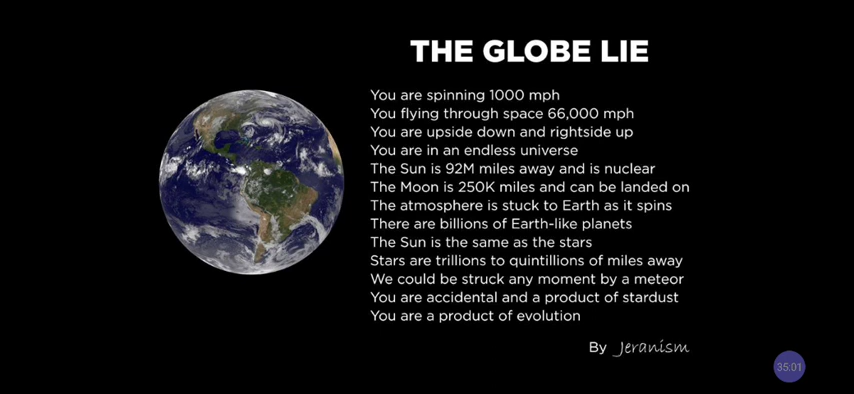 THE GLOBE LIE
You are spinning 1000 mph
You flying through space 66,000 mph
You are upside down and rightside up
You are in an endless universe
The Sun is 92M miles away and is nuclear
The Moon is 250K miles and can be landed on
The atmosphere is stuck to Earth as it spins
There are billions of Earth-like planets
The Sun is the same as the stars
Stars are trillions to quintillions of miles away
We could be struck any moment by a meteor
You are accidental and a product of stardust
You are a product of evolution
By Jeranism
35:01